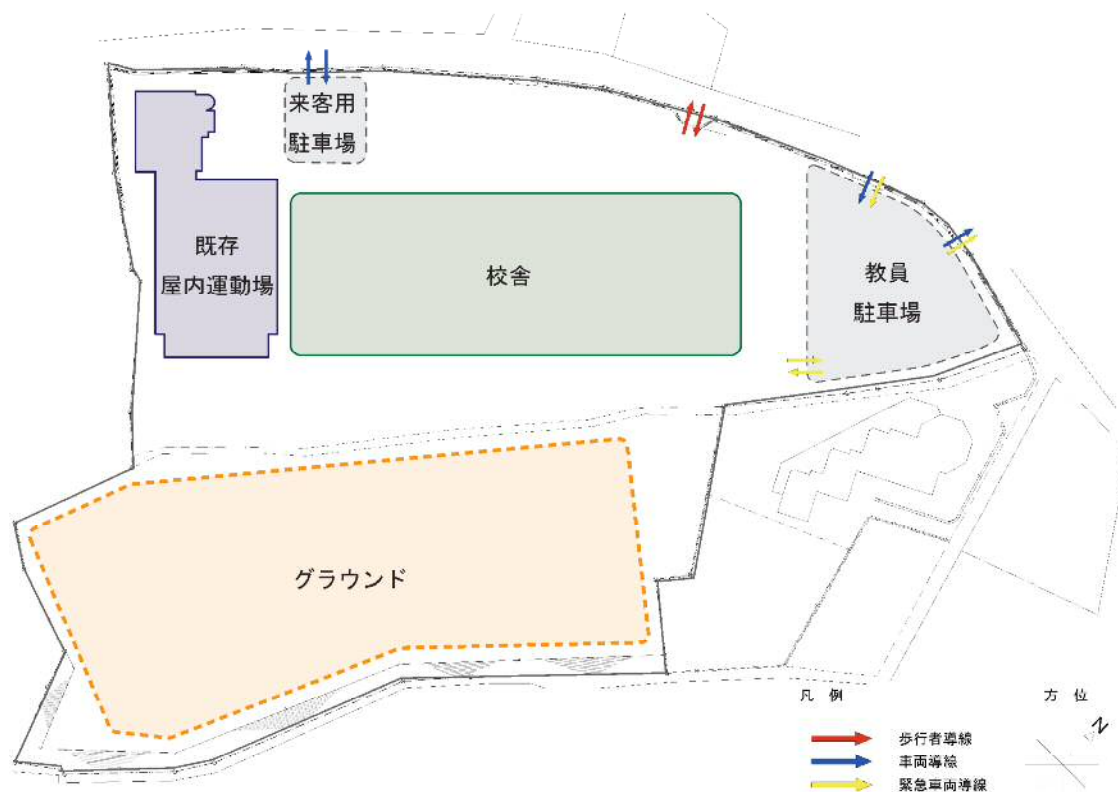 来客用
駐車場
既存
屋内運動場
校舎
教員
駐車場
グラウンド
凡 例
方 位
歩行者導線
車両導線
緊急車両導線
N